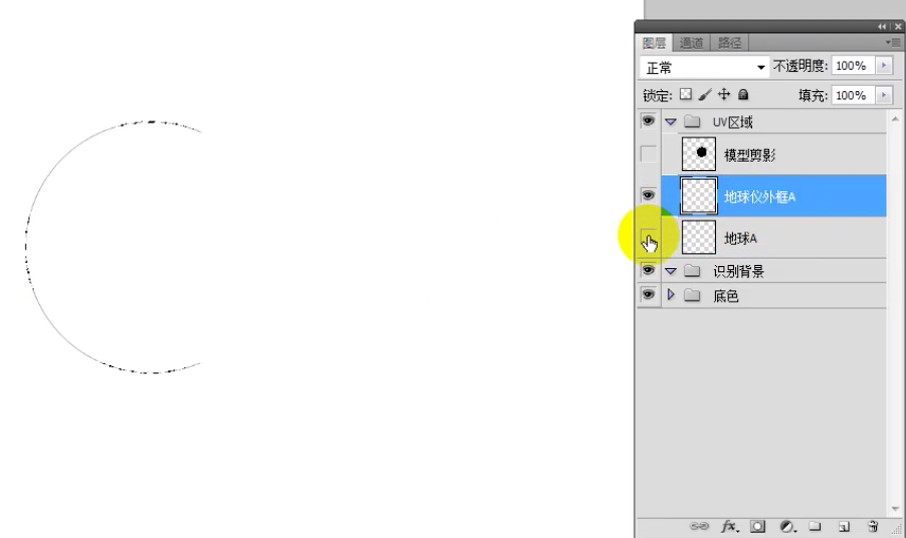 图层 通道 路径
正常 不透明度: 100%
锁定: 填充: 100%
UV区域
模型剪影
地球仪外框A
地球A
识别背景
底色
fx.